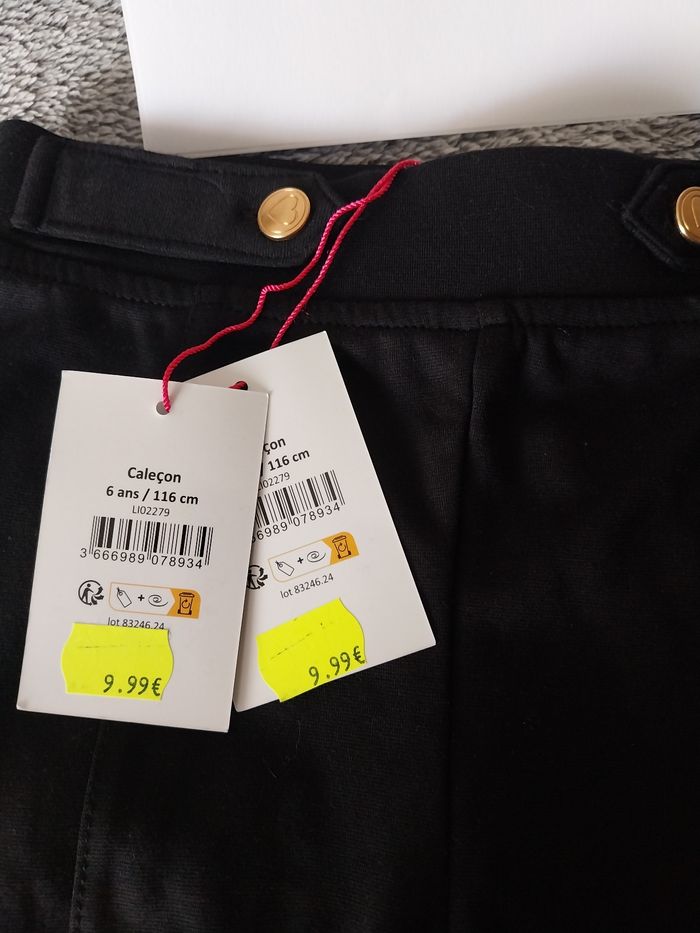 Caleçon
6 ans / 116 cm
LI02279
3 666989 078934
+
lot 83246.24
9.99€
çon
116 cm
I02279
6989 078934
+
lot 83246.24
9.99€